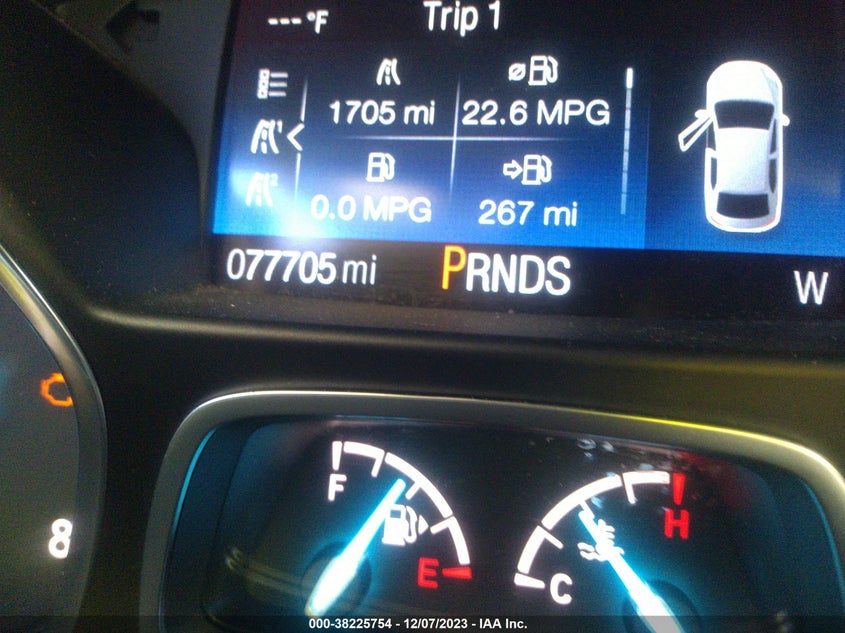 ---°F Trip 1
1705 mi 22.6 MPG
0.0 MPG 267 mi
077705 mi PRNDS W
F
E
C
H
8
000-38225754 - 12/07/2023 - IAA Inc.